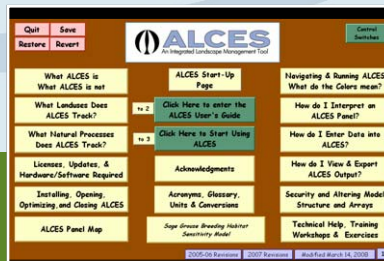 Quit Save
Restore Revert
ALCES
An Integrated Landscape Management Tool
Control
Switches
What ALCES is
What ALCES is not
ALCES Start-Up
Page
Navigating & Running ALCES
What do the Colors mean?
What Landuses Does
ALCES Track?
to 2
Click Here to enter the
ALCES User's Guide
How do I Interpret an
ALCES Panel?
What Natural Processes
Does ALCES Track?
to 3
Click Here to Start Using
ALCES
How do I Enter Data into
ALCES?
Licenses, Updates, &
Hardware/Software Required
Acknowledgments
How do I View & Export
ALCES Output?
Installing, Opening,
Optimizing, and Closing ALCES
Acronyms, Glossary,
Units & Conversions
Security and Altering Model
Structure and Arrays
ALCES Panel Map
Sage Grouse Breeding Habitat
Sensitivity Model
Technical Help, Training
Workshops & Exercises
2005-06 Revisions
2007 Revisions
Modified March 14, 2008